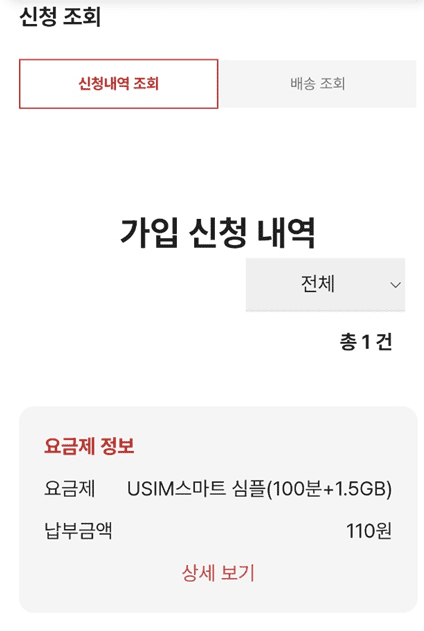 신청 조회
신청내역 조회 배송 조회
가입 신청 내역
전체
총 1 건
요금제 정보
요금제 USIM스마트 심플(100분+1.5GB)
납부금액 110원
상세 보기